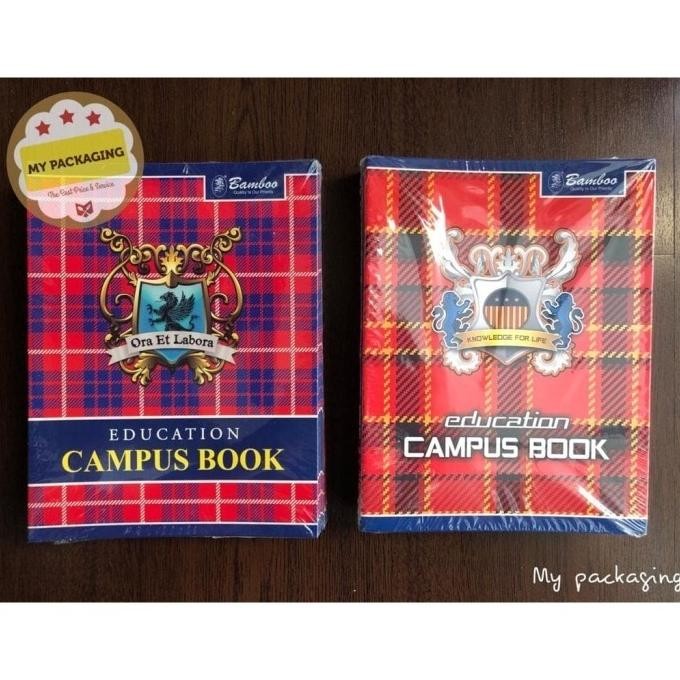 MY PACKAGING
The Best Price & Service
Bamboo
Quality Is Our Priority
Ora Et Labora
EDUCATION
CAMPUS BOOK
Bamboo
Quality Is Our Priority
KNOWLEDGE FOR LIFE
education
CAMPUS BOOK
My packaging